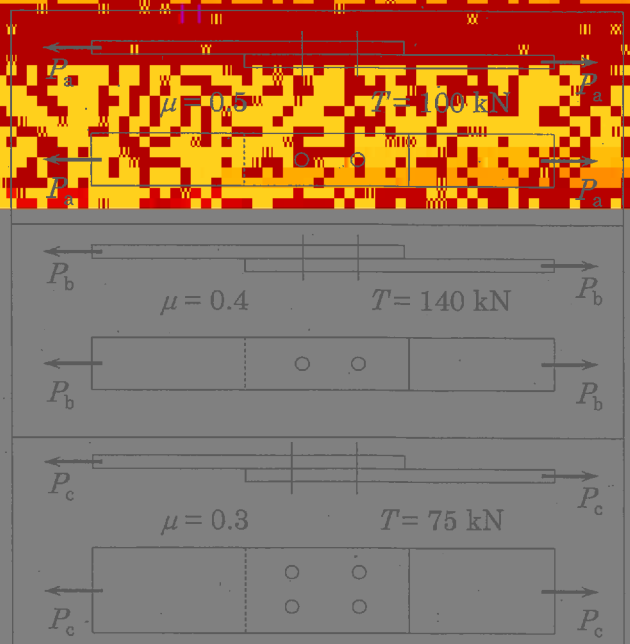 Pa Pa
μ = 0.5 T = 100 kN
Pa Pa
Pb Pb
μ = 0.4 T = 140 kN
Pb Pb
Pc Pc
μ = 0.3 T = 75 kN
Pc Pc